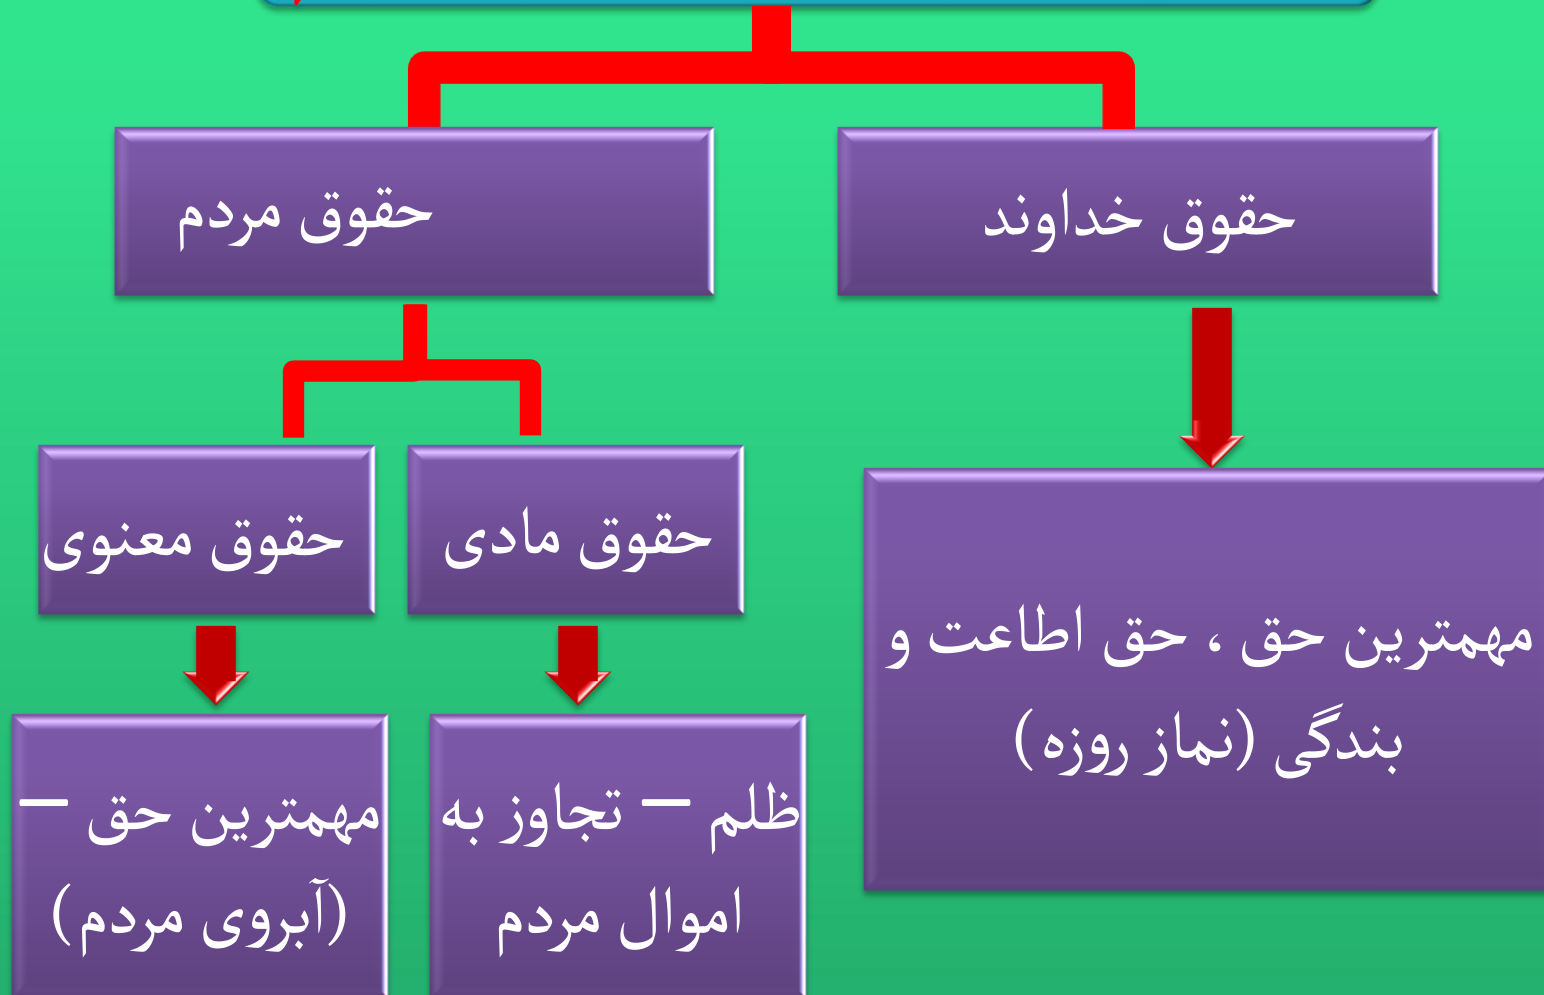 حقوق خداوند
حقوق مردم
حقوق مادی
حقوق معنوی
مهمترین حق ، حق اطاعت و
بندگی (نماز روزه )
ظلم – تجاوز به
اموال مردم
مهمترین حق –
(آبروی مردم)